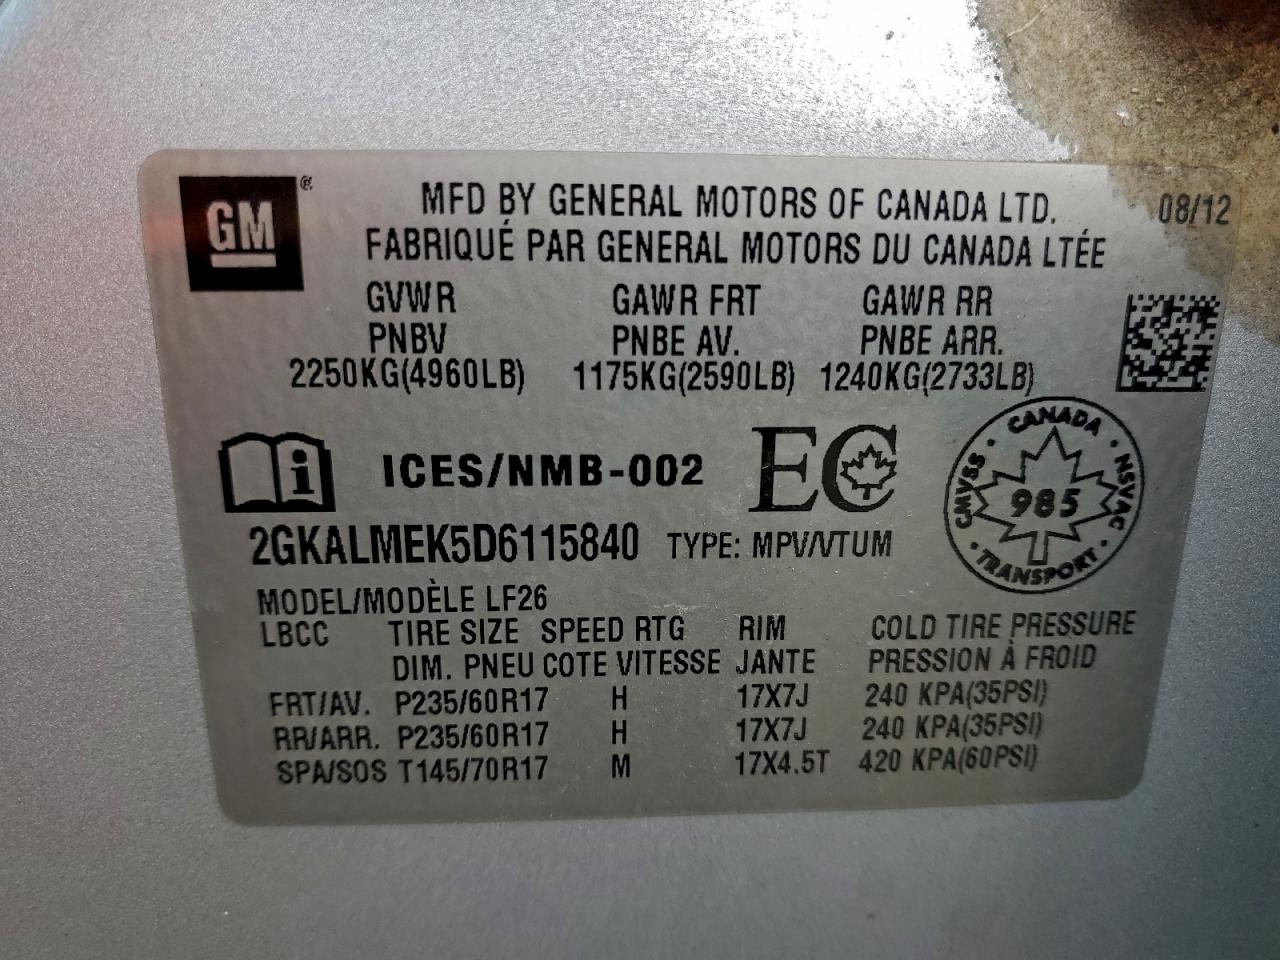 GM®
MFD BY GENERAL MOTORS OF CANADA LTD. 08/12
FABRIQUÉ PAR GENERAL MOTORS DU CANADA LTÉE
GVWR GAWR FRT GAWR RR
PNBV PNBE AV. PNBE ARR.
2250KG(4960LB) 1175KG(2590LB) 1240KG(2733LB)
i ICES/NMB-002 EC
CANADA
CMVSS 985 NSVAC
TRANSPORT
2GKALMEK5D6115840 TYPE: MPV/VTUM
MODEL/MODÈLE LF26
LBCC TIRE SIZE SPEED RTG RIM COLD TIRE PRESSURE
DIM. PNEU COTE VITESSE JANTE PRESSION À FROID
FRT/AV. P235/60R17 H 17X7J 240 KPA(35PSI)
RR/ARR. P235/60R17 H 17X7J 240 KPA(35PSI)
SPA/SOS T145/70R17 M 17X4.5T 420 KPA(60PSI)